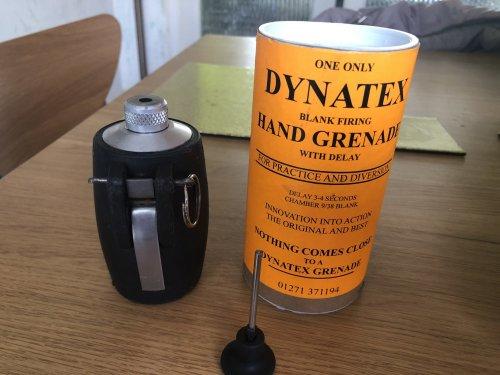 ONE ONLY
DYNATEX
BLANK FIRING
HAND GRENADE
WITH DELAY
FOR PRACTICE AND DIVERSION
DELAY 3-4 SECONDS
CHAMBER 9/38 BLANK
INNOVATION INTO ACTION
THE ORIGINAL AND BEST
NOTHING COMES CLOSE
TO A
DYNATEX GRENADE
01271 371194